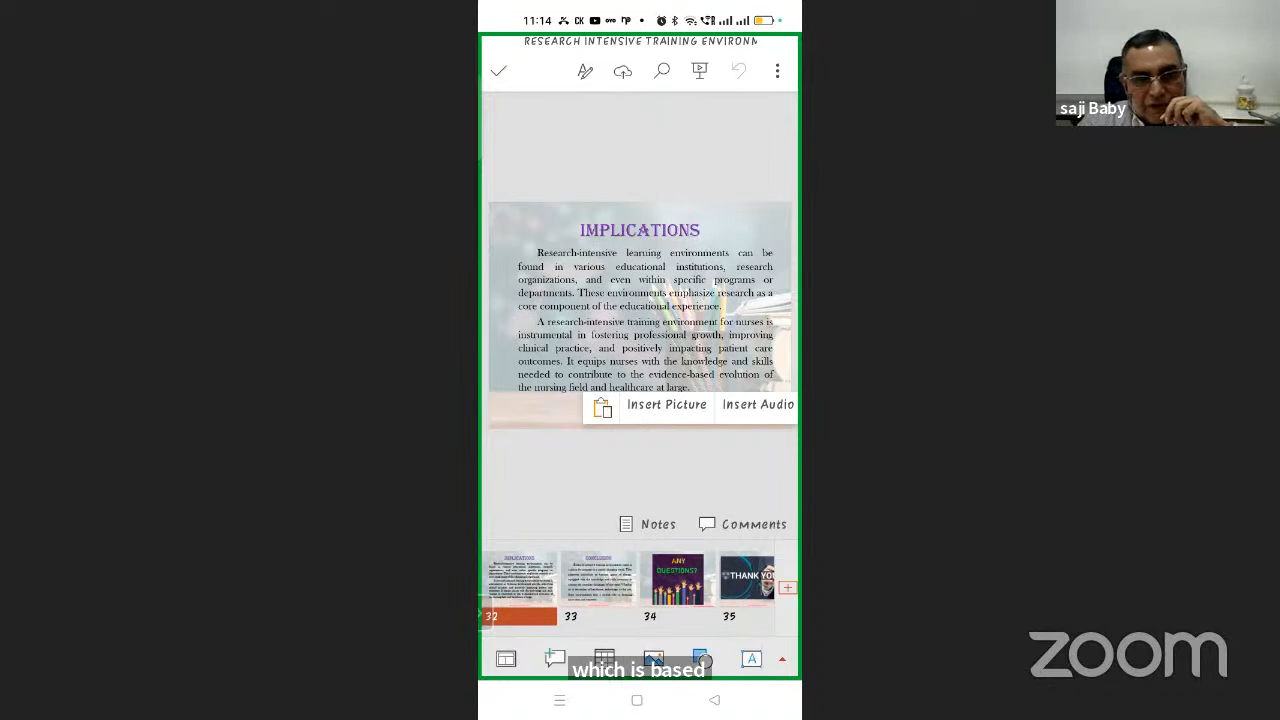 11:14
RESEARCH INTENSIVE TRAINING ENVIRONM
saji Baby
IMPLICATIONS
Research-intensive learning environments can be
found in various educational institutions, research
organizations, and even within specific programs or
departments. These environments emphasize research as a
core component of the educational experience.
A research-intensive training environment for nurses is
instrumental in fostering professional growth, improving
clinical practice, and positively impacting patient care
outcomes. It equips nurses with the knowledge and skills
needed to contribute to the evidence-based evolution of
the nursing field and healthcare at large.
Insert Picture
Insert Audio
Notes
Comments
IMPLICATIONS
CONCLUSION
ANY
QUESTIONS?
THANK YOU
32
33
34
35
which is based
zoom